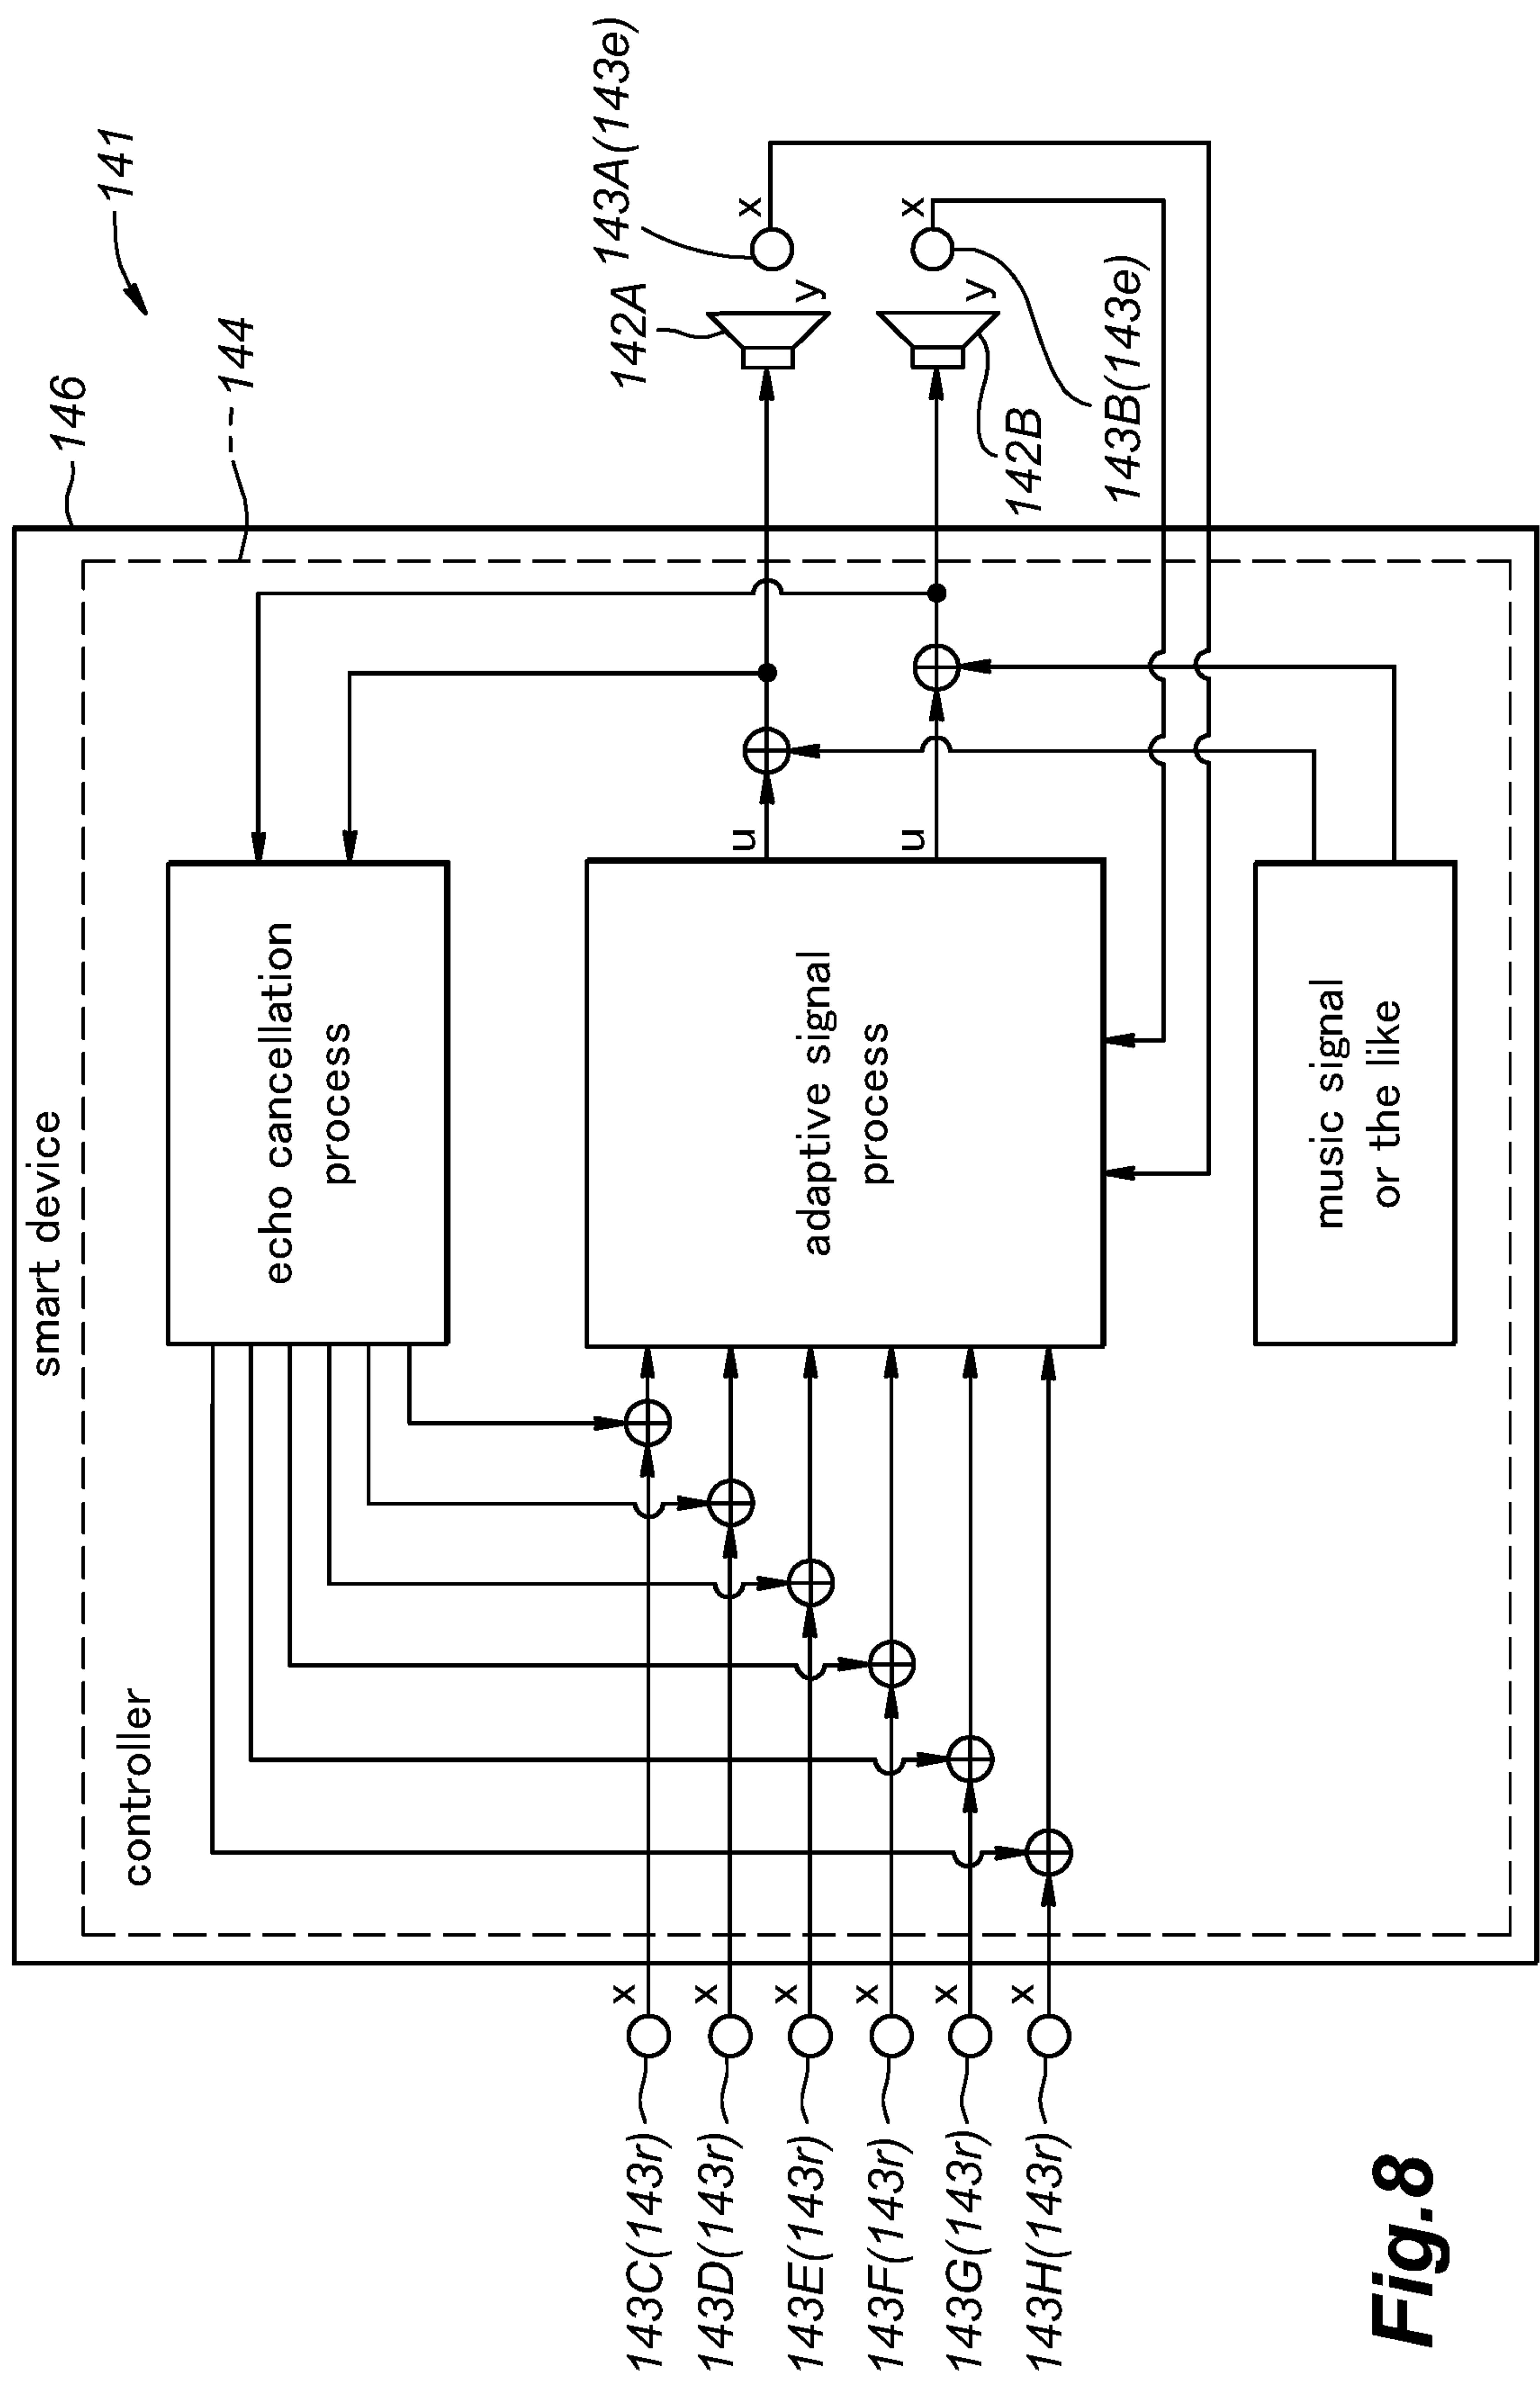 146
144
141
smart device
controller
echo cancellation
process
adaptive signal
process
music signal
or the like
u
u
142A
143A(143e)
x
y
x
y
142B
143B(143e)
143C(143r)
x
143D(143r)
x
143E(143r)
x
143F(143r)
x
143G(143r)
x
143H(143r)
x
Fig.8